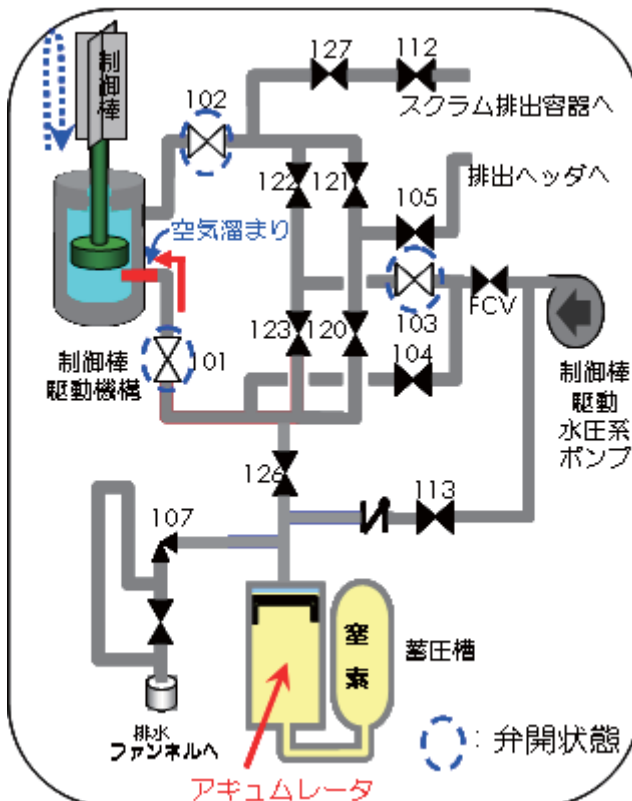 制御棒
127
112
スクラム排出容器へ
102
122
121
105
排出ヘッダへ
空気溜まり
103
FCV
123
120
101
104
制御棒
駆動機構
制御棒
駆動
水圧系
ポンプ
126
113
107
窒素
蓄圧槽
排水
ファンネルへ
アキュムレータ
：弁開状態